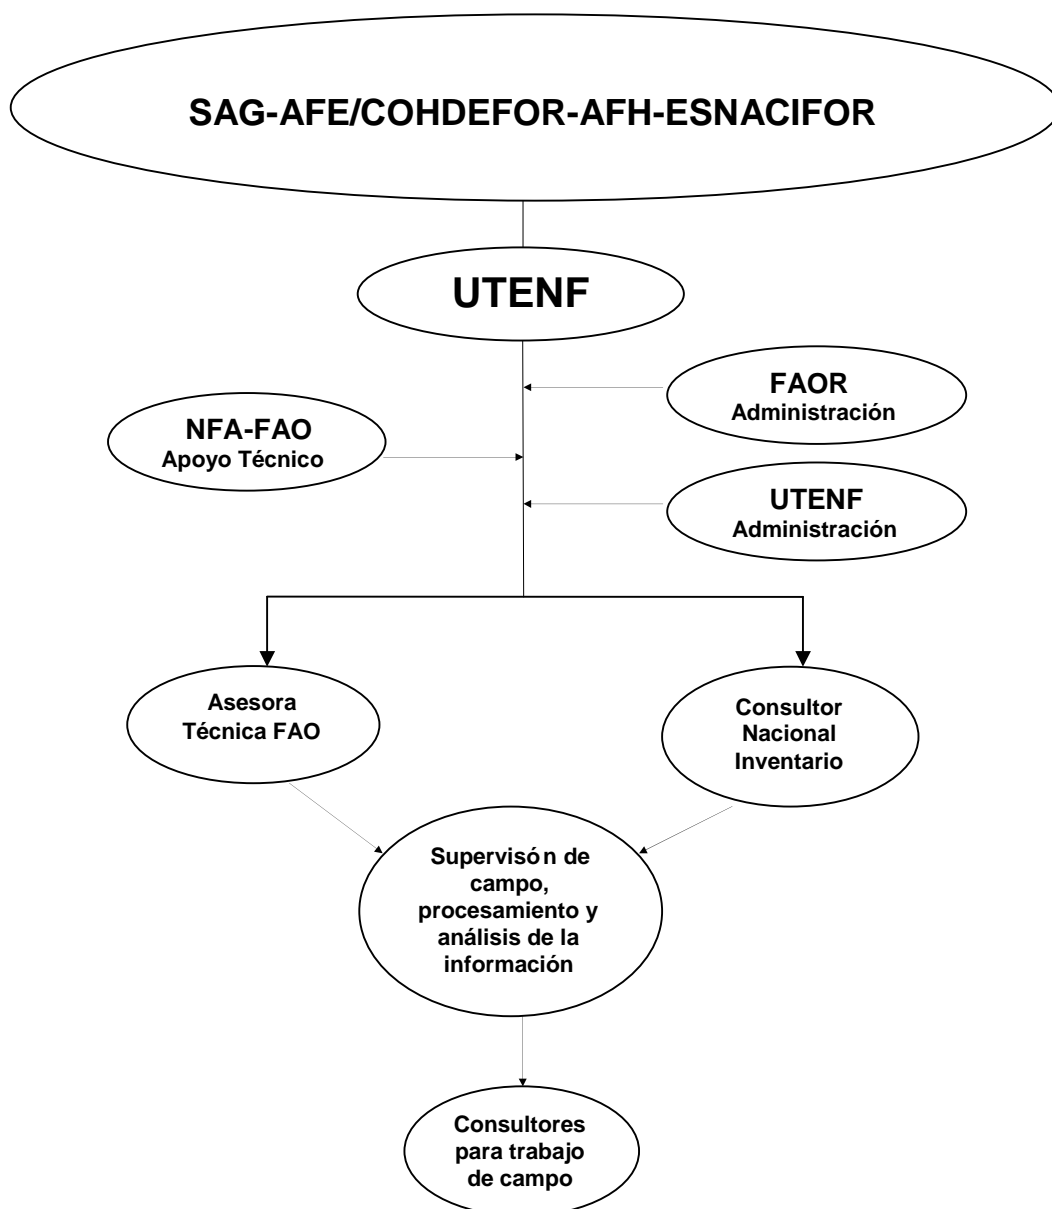 SAG-AFE/COHDEFOR-AFH-ESNACIFOR
UTENF
FAOR
Administración
NFA-FAO
Apoyo Técnico
UTENF
Administración
Asesora
Técnica FAO
Consultor
Nacional
Inventario
Supervisón de
campo,
procesamiento y
análisis de la
información
Consultores
para trabajo
de campo